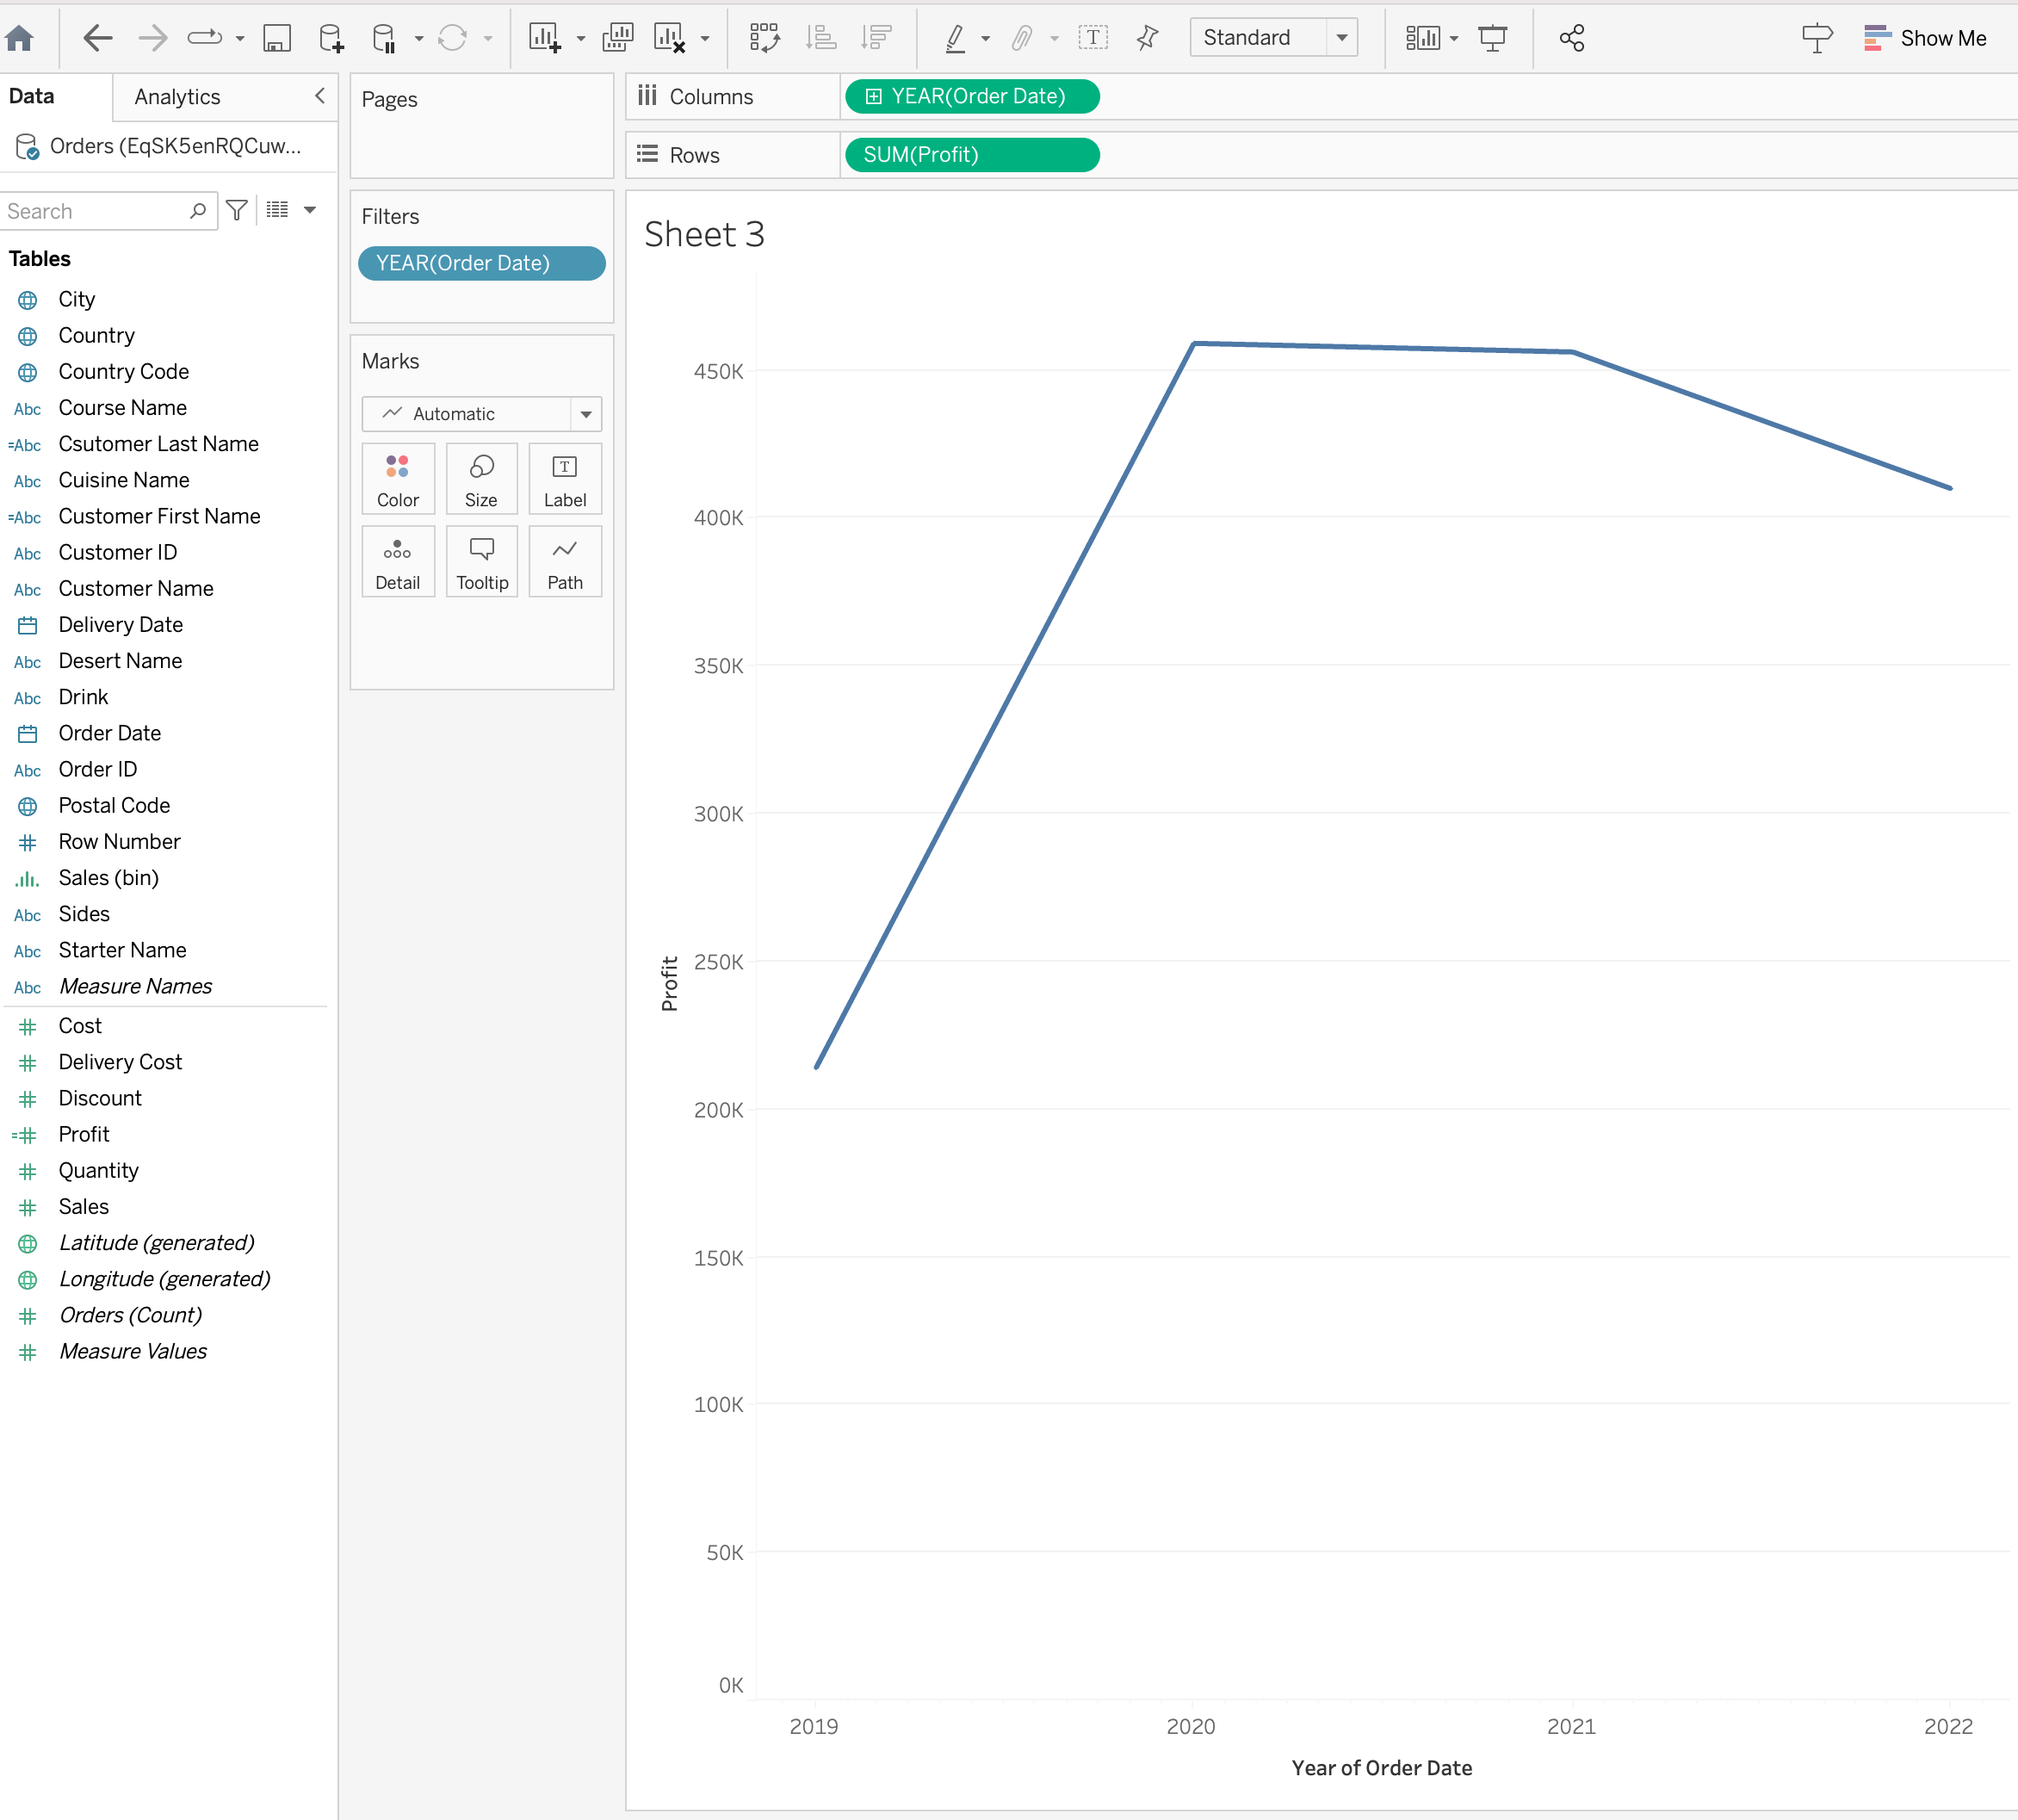 Standard
Show Me
Data
Analytics
Orders (EqSK5enRQCuw...
Search
Tables
City
Country
Country Code
Abc Course Name
=Abc Csutomer Last Name
Abc Cuisine Name
=Abc Customer First Name
Abc Customer ID
Abc Customer Name
Delivery Date
Abc Desert Name
Abc Drink
Order Date
Abc Order ID
Postal Code
# Row Number
Sales (bin)
Abc Sides
Abc Starter Name
Abc Measure Names
# Cost
# Delivery Cost
# Discount
=# Profit
# Quantity
# Sales
Latitude (generated)
Longitude (generated)
# Orders (Count)
# Measure Values
Pages
Filters
YEAR(Order Date)
Marks
Automatic
Color Size Label
Detail Tooltip Path
Columns YEAR(Order Date)
Rows SUM(Profit)
Sheet 3
450K
400K
350K
300K
250K
200K
150K
100K
50K
0K
Profit
2019 2020 2021 2022
Year of Order Date